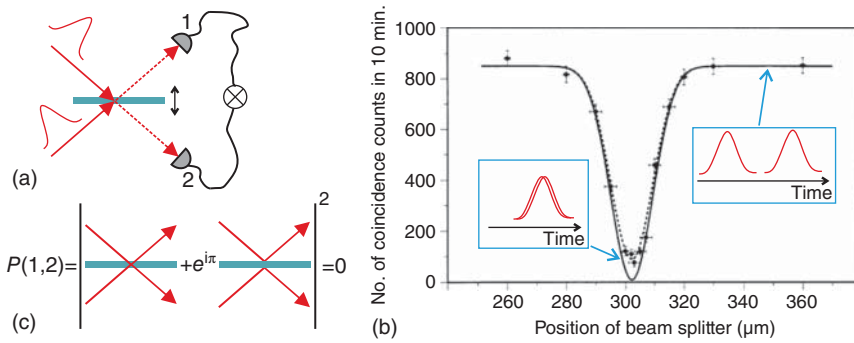 1
2
(a)
P(1,2)= +e^{iπ} ^2 =0
(c)
No. of coincidence counts in 10 min.
1000
800
600
400
200
0
Time
Time
260 280 300 320 340 360
Position of beam splitter (μm)
(b)